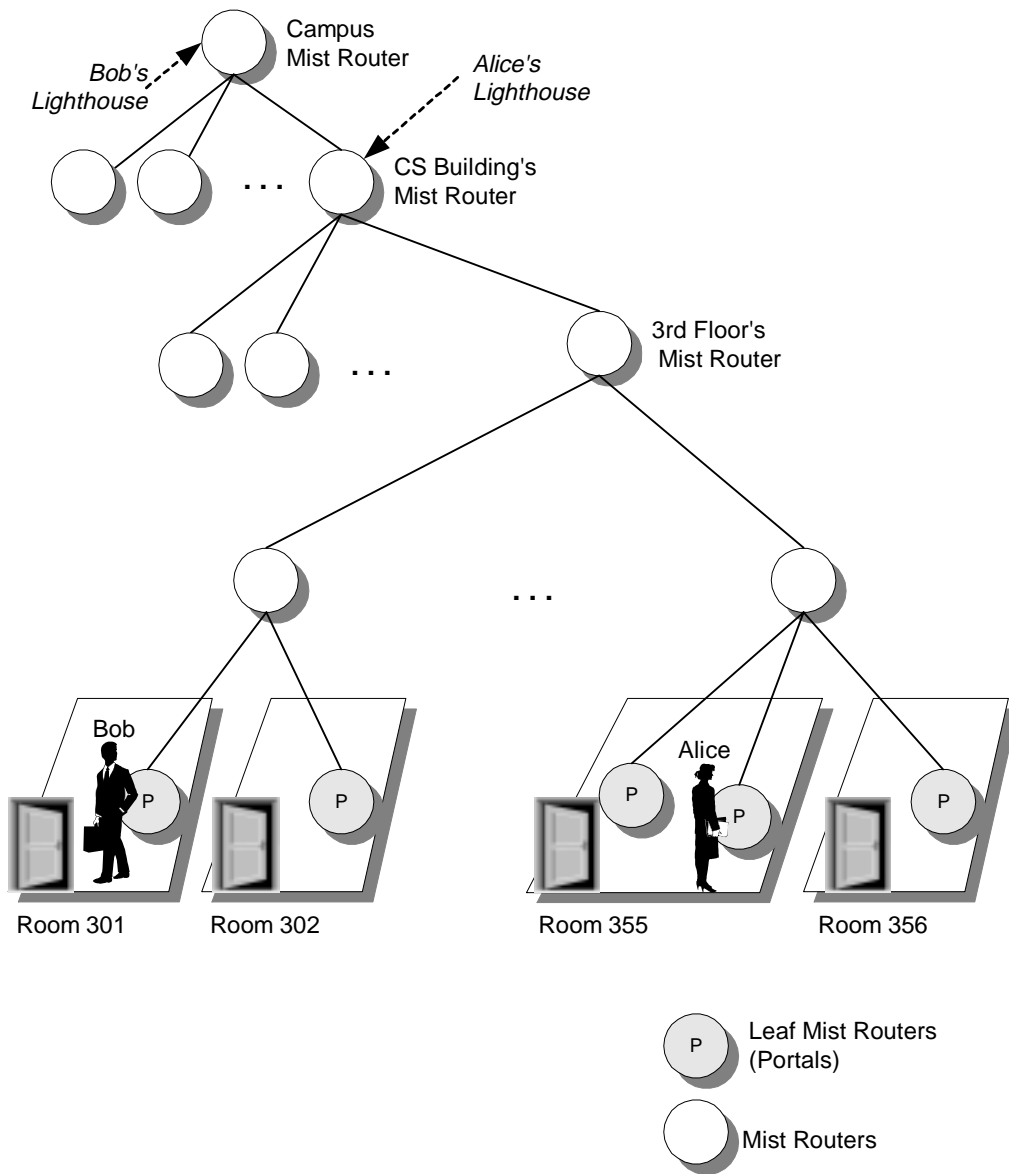 Campus
Mist Router
Bob's
Lighthouse
Alice's
Lighthouse
CS Building's
Mist Router
. . .
3rd Floor's
Mist Router
. . .
. . .
Bob
Alice
P
P
P
P
P
Room 301
Room 302
Room 355
Room 356
P
Leaf Mist Routers
(Portals)
Mist Routers